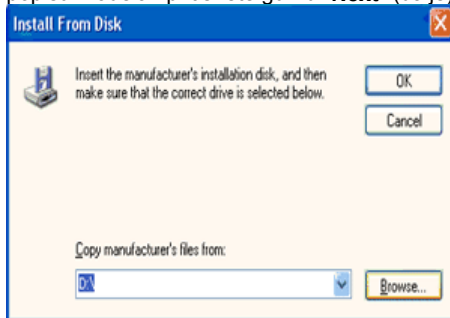 Install From Disk
Insert the manufacturer's installation disk, and then
make sure that the correct drive is selected below.
OK
Cancel
Copy manufacturer's files from:
D:\
Browse...